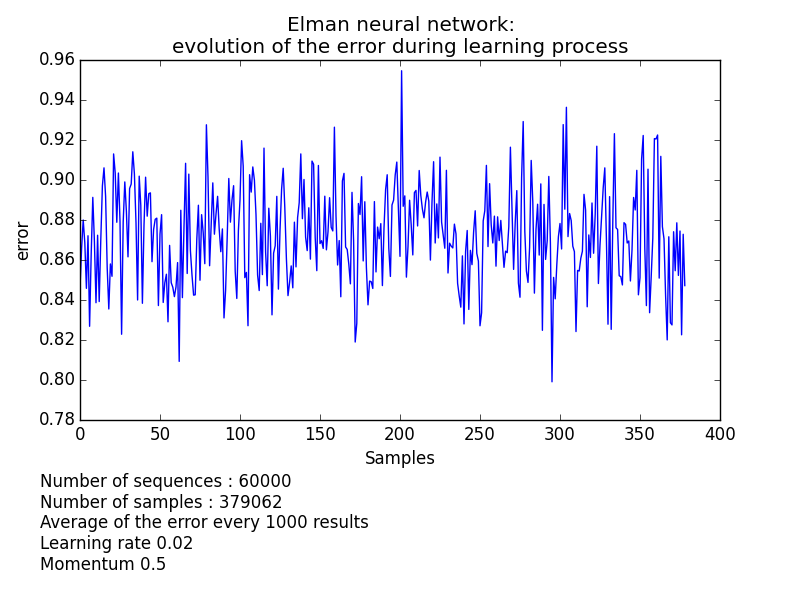 Elman neural network:
evolution of the error during learning process
0.96
0.94
0.92
0.90
0.88
0.86
0.84
0.82
0.80
0.78
error
0 50 100 150 200 250 300 350 400
Samples
Number of sequences : 60000
Number of samples : 379062
Average of the error every 1000 results
Learning rate 0.02
Momentum 0.5